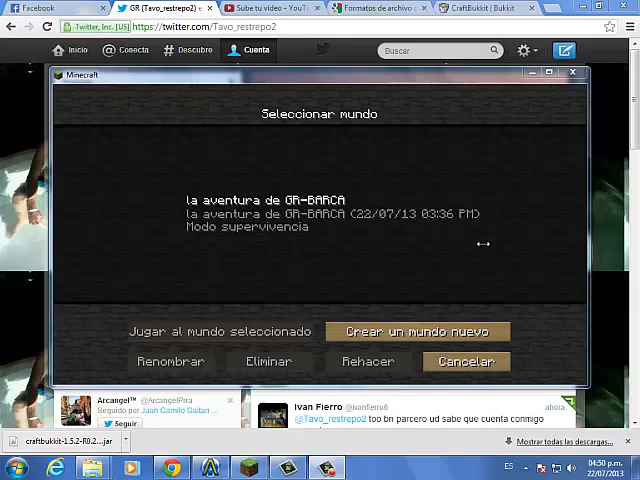 Facebook
GR (Tavo_restrepo2) e
Sube tu vídeo - YouT
Formatos de archivo
CraftBukkit | Bukkit
Twitter, Inc. [US] https://twitter.com/Tavo_restrepo2
Inicio
Conecta
Descubre
Cuenta
Buscar
Minecraft
Seleccionar mundo
la aventura de GR-BARCA
la aventura de GR-BARCA (22/07/13 03:36 PM)
Modo supervivencia
Jugar al mundo seleccionado
Crear un mundo nuevo
Renombrar
Eliminar
Rehacer
Cancelar
Arcangel™ @ArcangelPrra
Seguido por Juan Camilo Gaitan ...
Seguir
Ivan Fierro @ivanfierro6
ahora
@Tavo_restrepo2 too bn parcero ud sabe que cuenta conmigo
craftbukkit-1.5.2-R0.2....jar
Mostrar todas las descargas...
ES
04:50 p.m.
22/07/2013